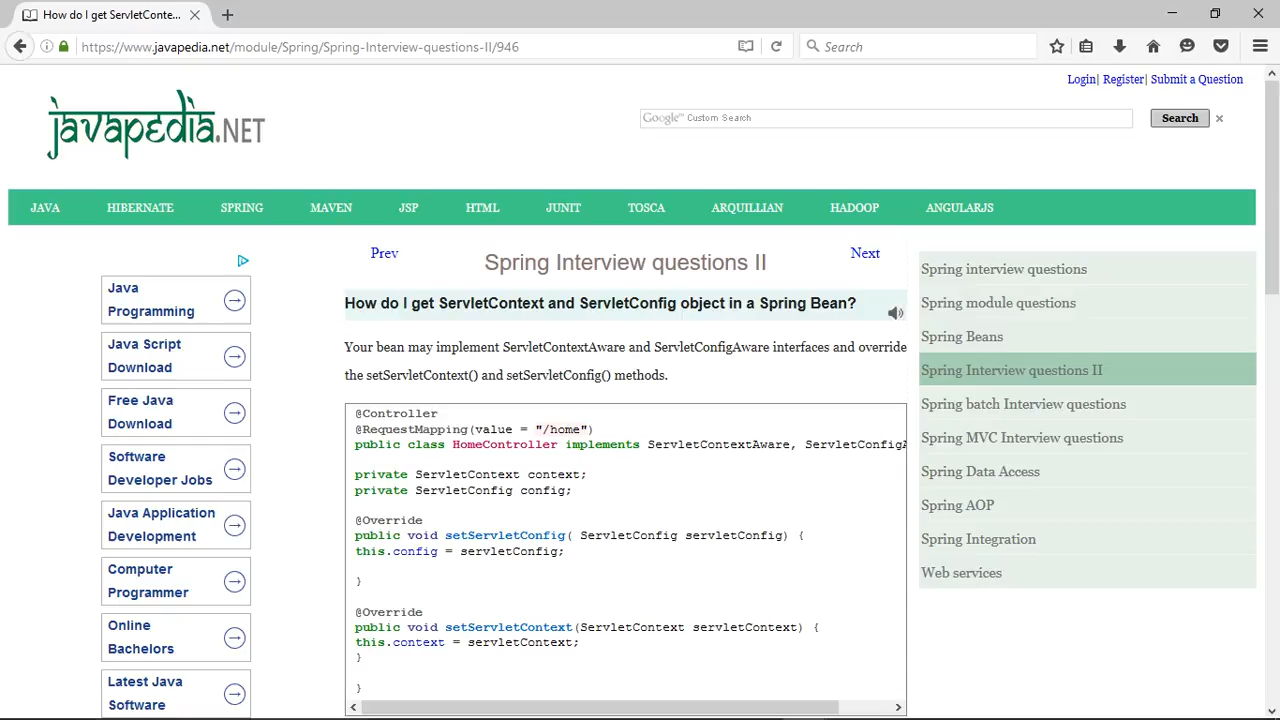 How do I get ServletConte...
https://www.javapedia.net/module/Spring/Spring-Interview-questions-II/946
Search
Login| Register| Submit a Question
javapedia.NET
Google™ Custom Search
Search
JAVA HIBERNATE SPRING MAVEN JSP HTML JUNIT TOSCA ARQUILLIAN HADOOP ANGULARJS
Java
Programming
Java Script
Download
Free Java
Download
Software
Developer Jobs
Java Application
Development
Computer
Programmer
Online
Bachelors
Latest Java
Software
Prev
Spring Interview questions II
Next
How do I get ServletContext and ServletConfig object in a Spring Bean?
Your bean may implement ServletContextAware and ServletConfigAware interfaces and override
the setServletContext() and setServletConfig() methods.
@Controller
@RequestMapping(value = "/home")
public class HomeController implements ServletContextAware, ServletConfigA
private ServletContext context;
private ServletConfig config;
@Override
public void setServletConfig( ServletConfig servletConfig) {
this.config = servletConfig;
}
@Override
public void setServletContext(ServletContext servletContext) {
this.context = servletContext;
}
}
Spring interview questions
Spring module questions
Spring Beans
Spring Interview questions II
Spring batch Interview questions
Spring MVC Interview questions
Spring Data Access
Spring AOP
Spring Integration
Web services